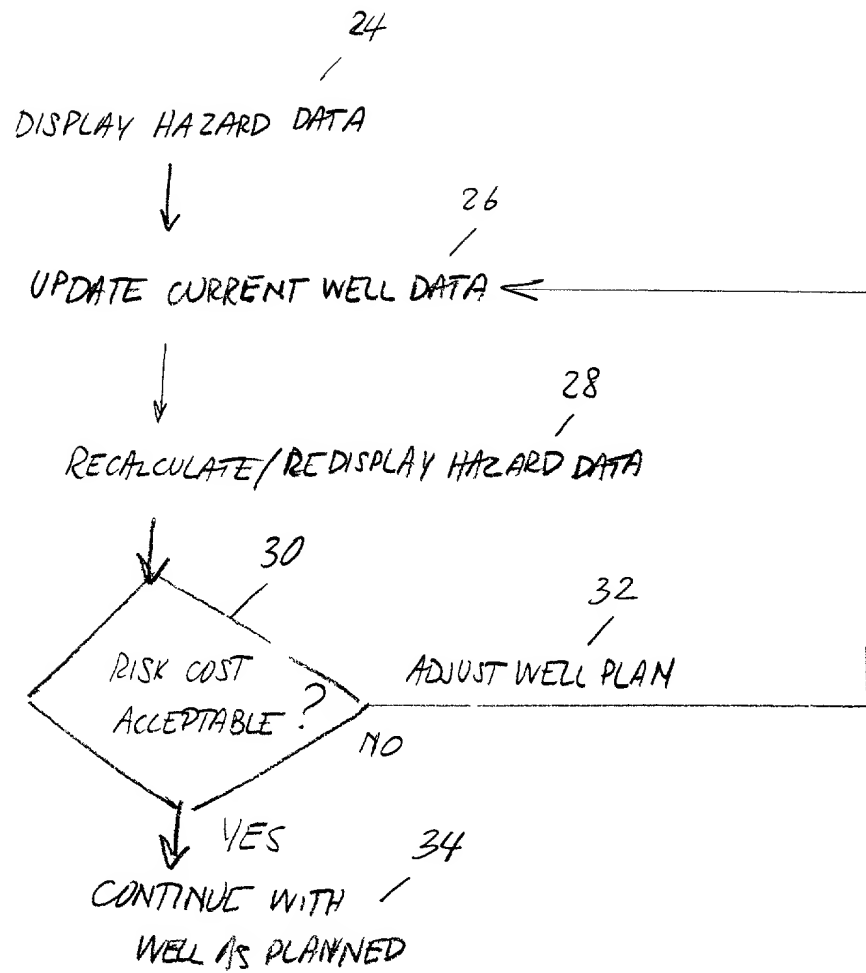 24
DISPLAY HAZARD DATA
26
UPDATE CURRENT WELL DATA
28
RECALCULATE/REDISPLAY HAZARD DATA
30
32
RISK COST
ACCEPTABLE ?
ADJUST WELL PLAN
NO
YES
34
CONTINUE WITH
WELL AS PLANNED